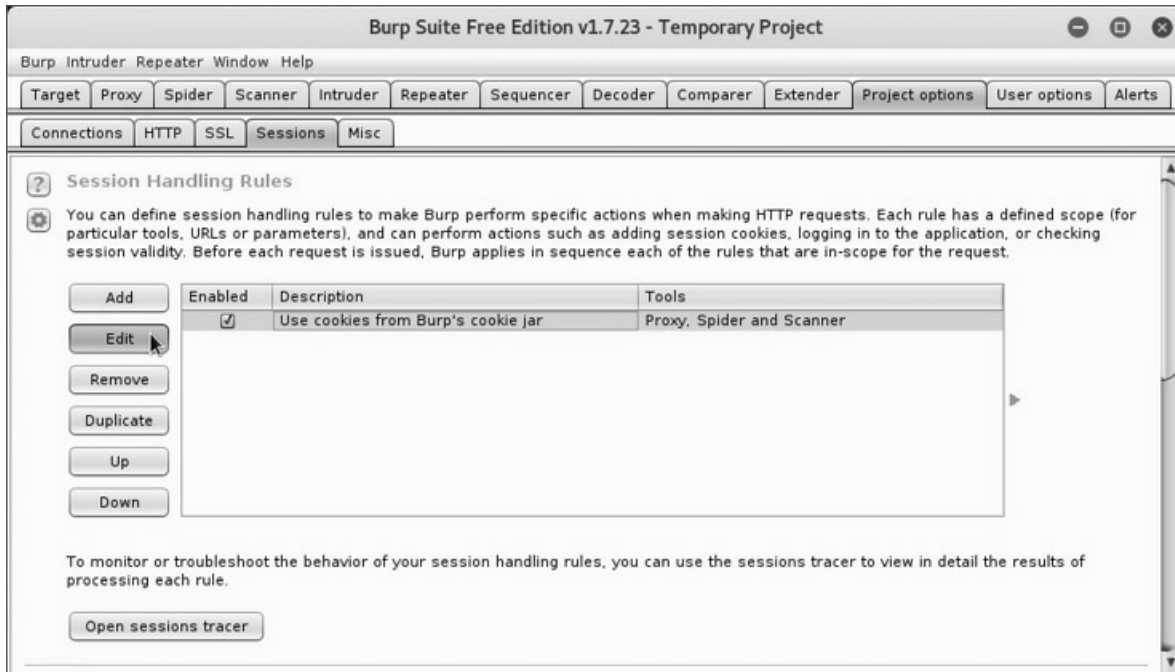 Burp Suite Free Edition v1.7.23 - Temporary Project
Burp Intruder Repeater Window Help
Target Proxy Spider Scanner Intruder Repeater Sequencer Decoder Comparer Extender Project options User options Alerts
Connections HTTP SSL Sessions Misc
? Session Handling Rules
You can define session handling rules to make Burp perform specific actions when making HTTP requests. Each rule has a defined scope (for
particular tools, URLs or parameters), and can perform actions such as adding session cookies, logging in to the application, or checking
session validity. Before each request is issued, Burp applies in sequence each of the rules that are in-scope for the request.
Add Enabled Description Tools
Use cookies from Burp's cookie jar Proxy, Spider and Scanner
Edit
Remove
Duplicate
Up
Down
To monitor or troubleshoot the behavior of your session handling rules, you can use the sessions tracer to view in detail the results of
processing each rule.
Open sessions tracer